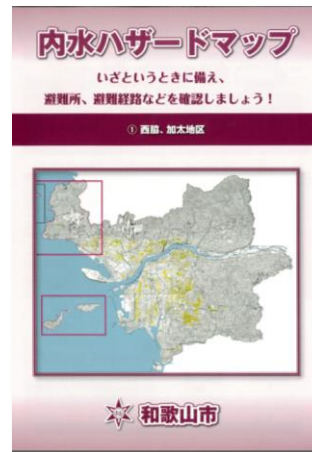 内水ハザードマップ
いざというときに備え、
避難所、避難経路などを確認しましょう！
① 西脇、加太地区
和歌山市